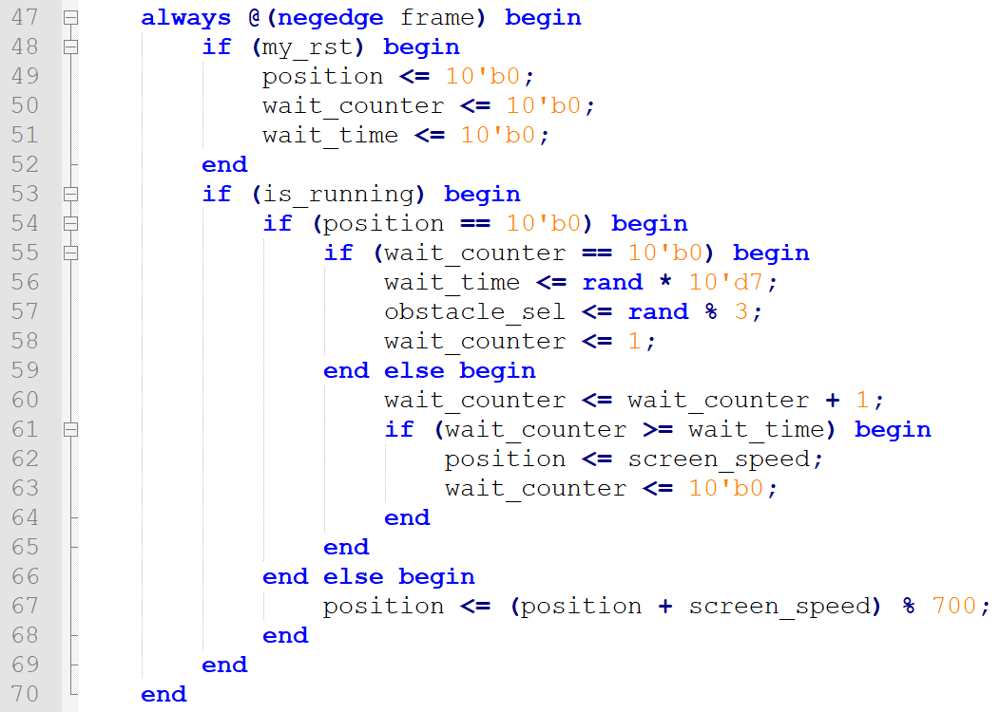 47     always @(negedge frame) begin
48         if (my_rst) begin
49             position <= 10'b0;
50             wait_counter <= 10'b0;
51             wait_time <= 10'b0;
52         end
53         if (is_running) begin
54             if (position == 10'b0) begin
55                 if (wait_counter == 10'b0) begin
56                     wait_time <= rand * 10'd7;
57                     obstacle_sel <= rand % 3;
58                     wait_counter <= 1;
59                 end else begin
60                     wait_counter <= wait_counter + 1;
61                     if (wait_counter >= wait_time) begin
62                         position <= screen_speed;
63                         wait_counter <= 10'b0;
64                     end
65                 end
66             end else begin
67                 position <= (position + screen_speed) % 700;
68             end
69         end
70     end